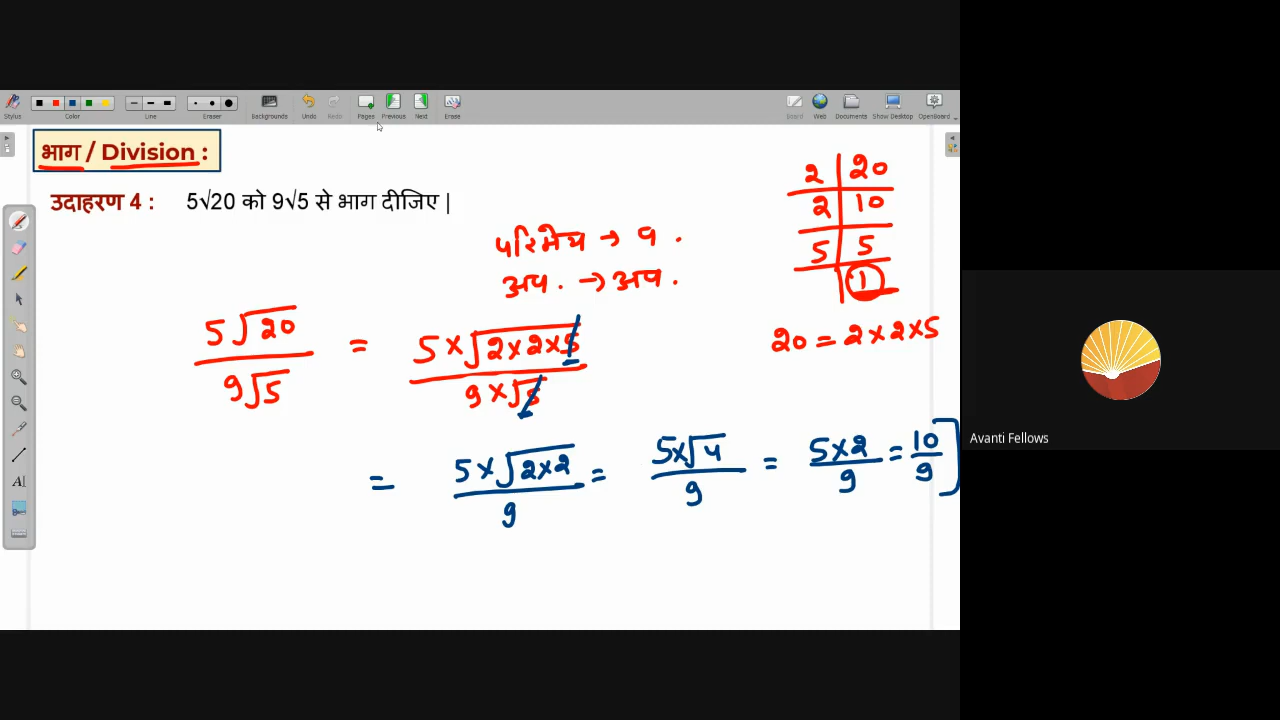 Stylus
Color
Line
Eraser
Backgrounds
Undo
Redo
Pages
Previous
Next
Erase
Board
Web
Documents
Show Desktop
OpenBoard
भाग / Division :
उदाहरण 4 : 5√20 को 9√5 से भाग दीजिए |
परिमेय → प .
अप . → अप .
2 | 20
2 | 10
5 | 5
1
20 = 2 × 2 × 5
5√20 / 9√5 = 5 × √2 × 2 × 5 / 9 × √5
= 5 × √2 × 2 / 9 = 5 × √4 / 9 = 5 × 2 / 9 = 10 / 9 ]
Avanti Fellows